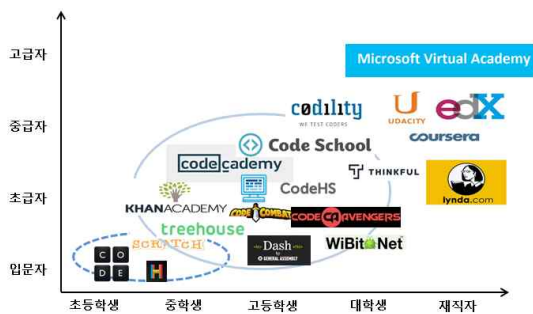 고급자
Microsoft Virtual Academy
중급자
codility
WE TEST CODERS
UDACITY
edX
coursera
Code School
codecademy
THINKFUL
CodeHS
lynda.com
초급자
KHANACADEMY
CODE COMBAT
CODE CA AVENGERS
treehouse
SCRATCH
Dash
by
GENERAL ASSEMBLY
WiBit Net
CODE
H
입문자
초등학생 중학생 고등학생 대학생 재직자